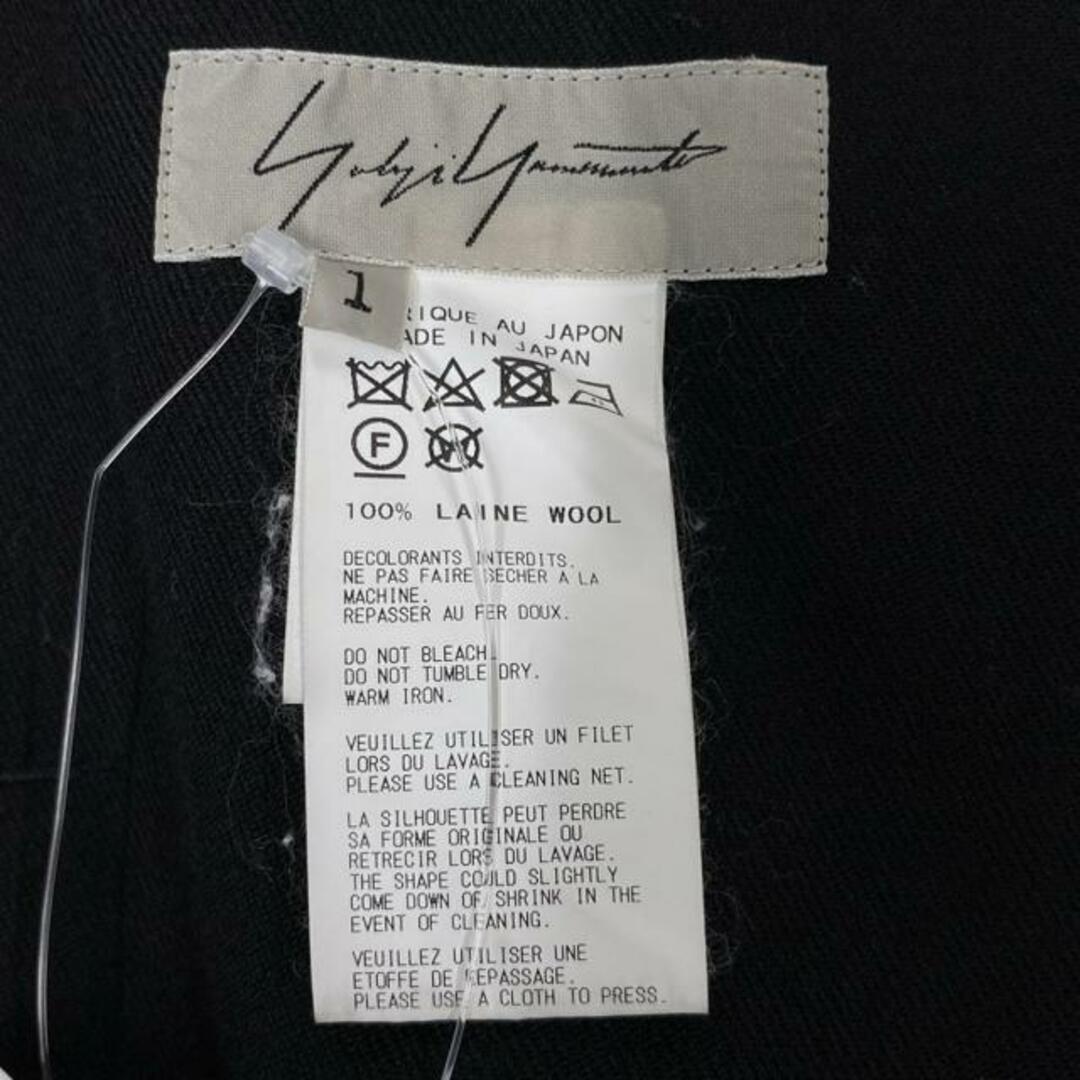 Yohji Yamamoto
1
RIQUE AU JAPON
ADE IN JAPAN
F
W
100% LAINE WOOL
DECOLORANTS INTERDITS.
NE PAS FAIRE SECHER A LA
MACHINE.
REPASSER AU FER DOUX.
DO NOT BLEACH.
DO NOT TUMBLE DRY.
WARM IRON.
VEUILLEZ UTILISER UN FILET
LORS DU LAVAGE.
PLEASE USE A CLEANING NET.
LA SILHOUETTE PEUT PERDRE
SA FORME ORIGINALE OU
RETRECIR LORS DU LAVAGE.
THE SHAPE COULD SLIGHTLY
COME DOWN OR SHRINK IN THE
EVENT OF CLEANING.
VEUILLEZ UTILISER UNE
ETOFFE DE REPASSAGE.
PLEASE USE A CLOTH TO PRESS.